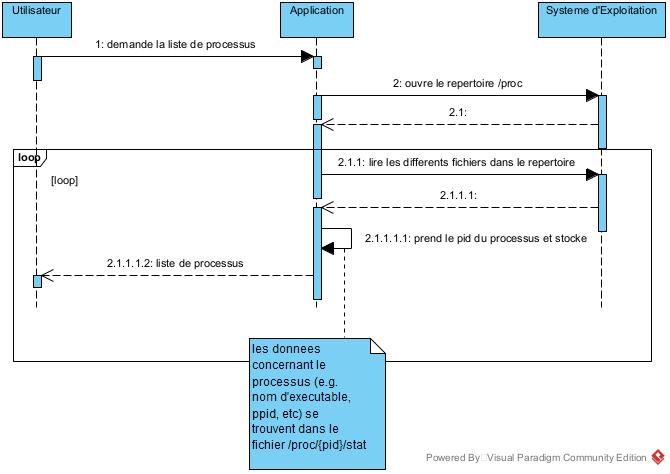 Utilisateur
Application
Systeme d'Exploitation
1: demande la liste de processus
2: ouvre le repertoire /proc
2.1:
loop
[loop]
2.1.1: lire les differents fichiers dans le repertoire
2.1.1.1:
2.1.1.1.1: prend le pid du processus et stocke
2.1.1.1.2: liste de processus
les donnees
concernant le
processus (e.g.
nom d'executable,
ppid, etc) se
trouvent dans le
fichier /proc/{pid}/stat
Powered By Visual Paradigm Community Edition